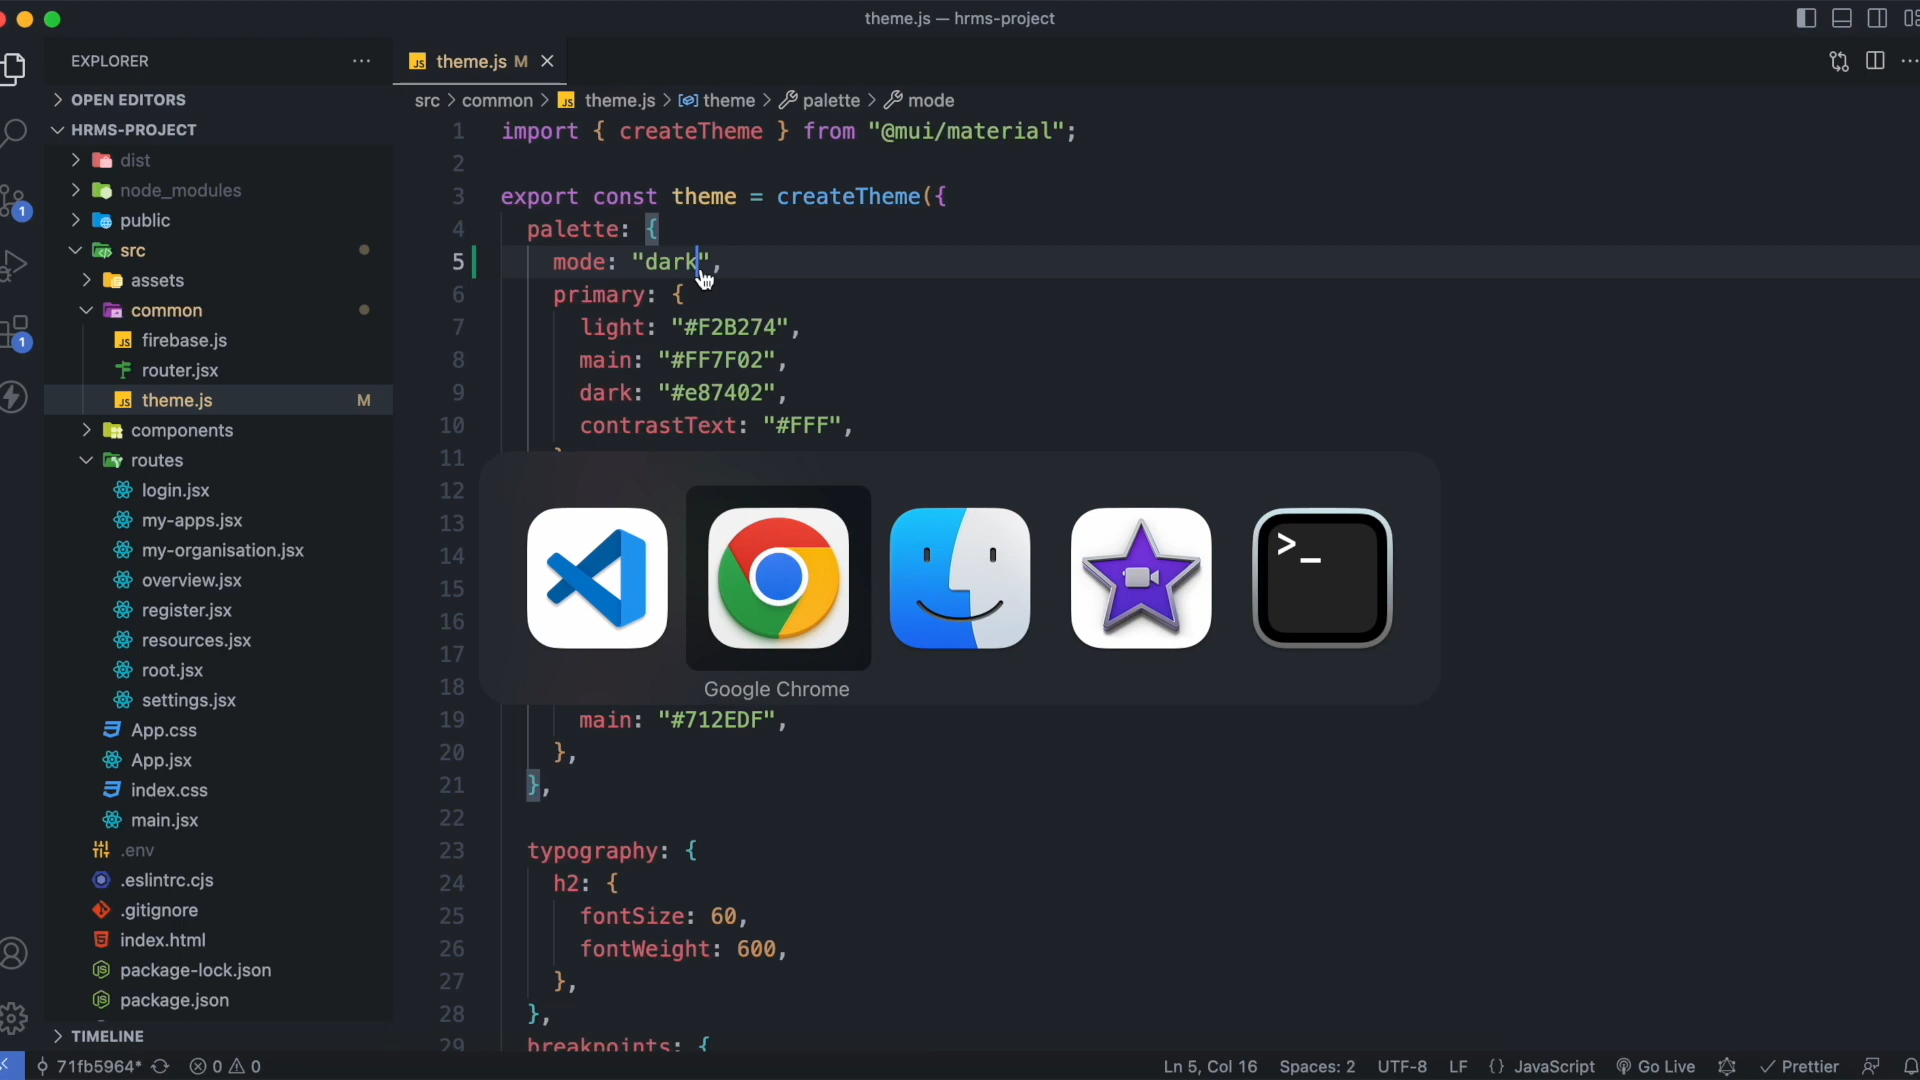 theme.js — hrms-project
EXPLORER
OPEN EDITORS
HRMS-PROJECT
dist
node_modules
public
src
assets
common
firebase.js
router.jsx
theme.js M
components
routes
login.jsx
my-apps.jsx
my-organisation.jsx
overview.jsx
register.jsx
resources.jsx
root.jsx
settings.jsx
App.css
App.jsx
index.css
main.jsx
.env
.eslintrc.cjs
.gitignore
index.html
package-lock.json
package.json
TIMELINE
1
1
theme.js M
src > common > JS theme.js > theme > palette > mode
1 import { createTheme } from "@mui/material";
2
3 export const theme = createTheme({
4 palette: {
5 mode: "dark",
6 primary: {
7 light: "#F2B274",
8 main: "#FF7F02",
9 dark: "#e87402",
10 contrastText: "#FFF",
11
12
13
14
15
16
17
18
19 main: "#712EDF",
20 },
21 },
22
23 typography: {
24 h2: {
25 fontSize: 60,
26 fontWeight: 600,
27 },
28 },
29 breakpoints: {
Google Chrome
71fb5964* 0 0
Ln 5, Col 16 Spaces: 2 UTF-8 LF {} JavaScript Go Live Prettier